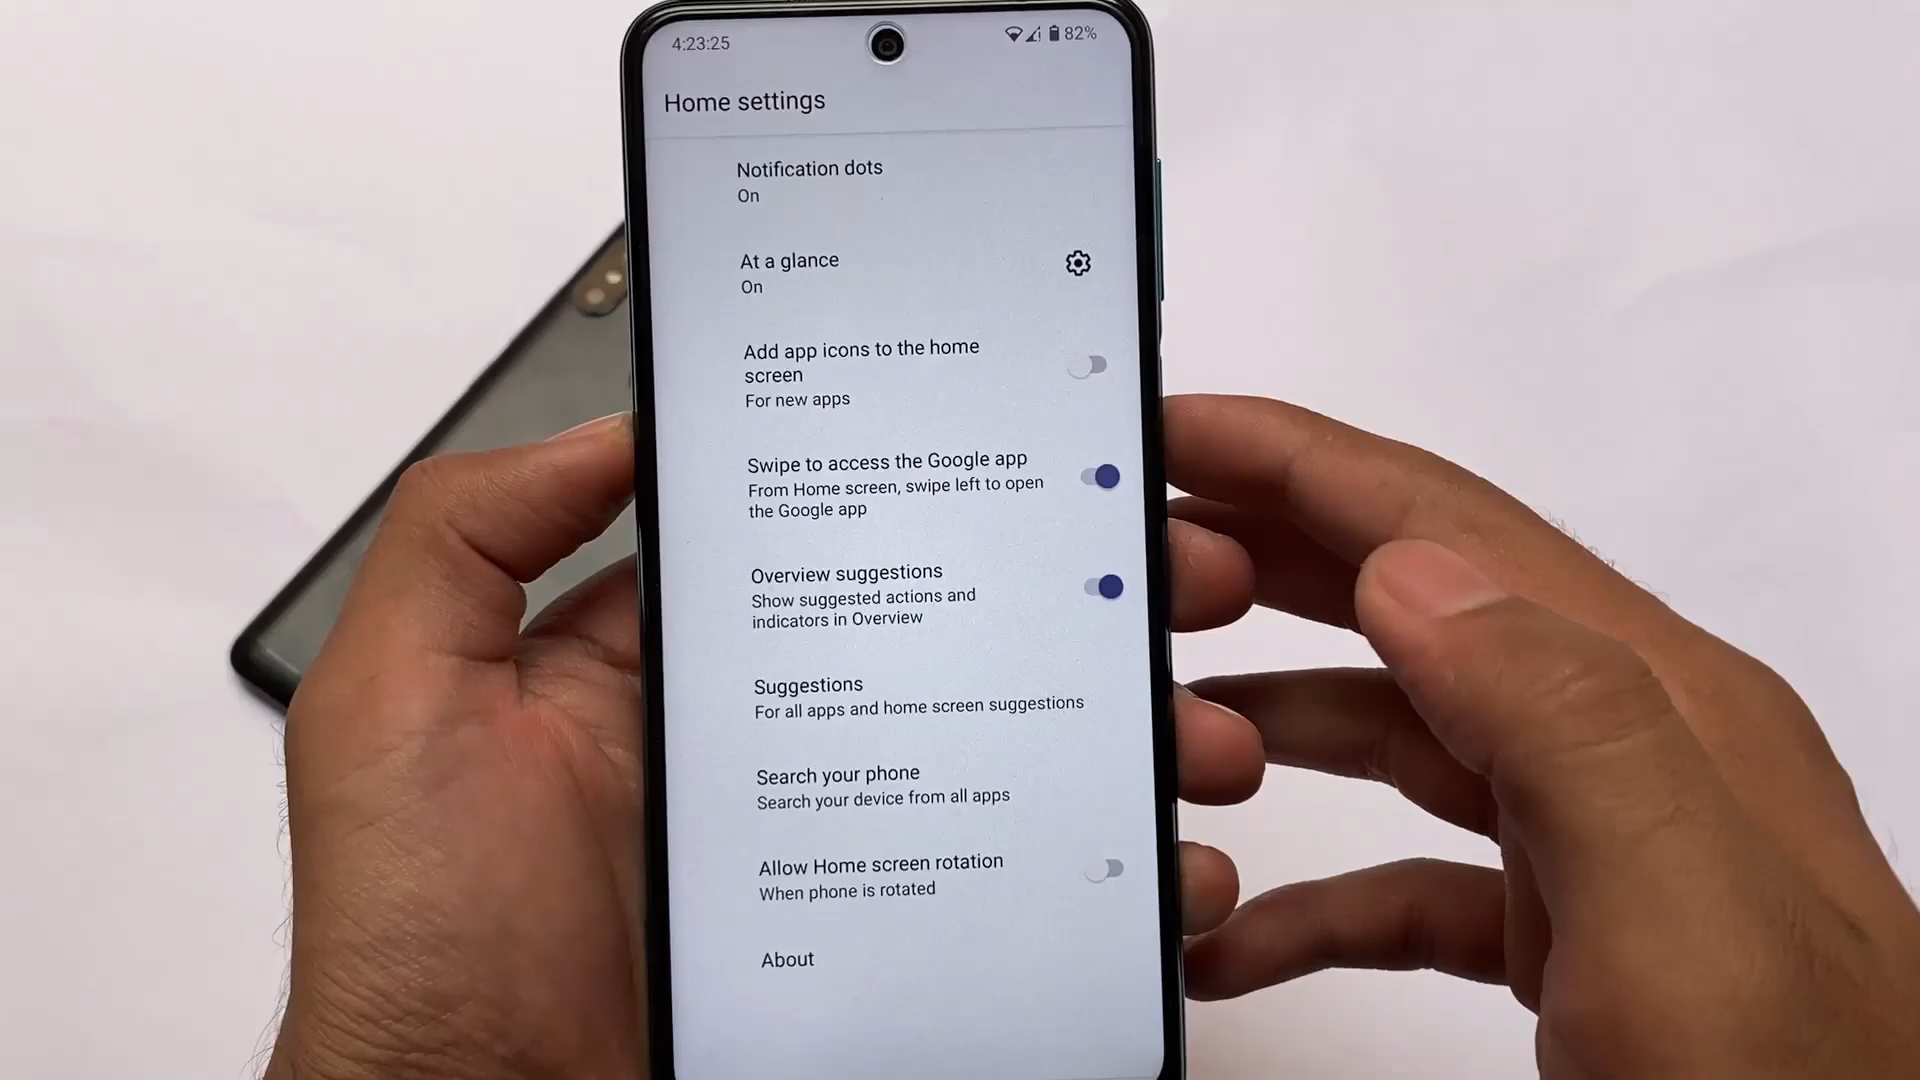 4:23:25
82%
Home settings
Notification dots
On
At a glance
On
Add app icons to the home
screen
For new apps
Swipe to access the Google app
From Home screen, swipe left to open
the Google app
Overview suggestions
Show suggested actions and
indicators in Overview
Suggestions
For all apps and home screen suggestions
Search your phone
Search your device from all apps
Allow Home screen rotation
When phone is rotated
About